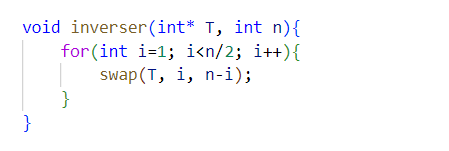 void inverser(int* T, int n){
for(int i=1; i<n/2; i++){
swap(T, i, n-i);
}
}